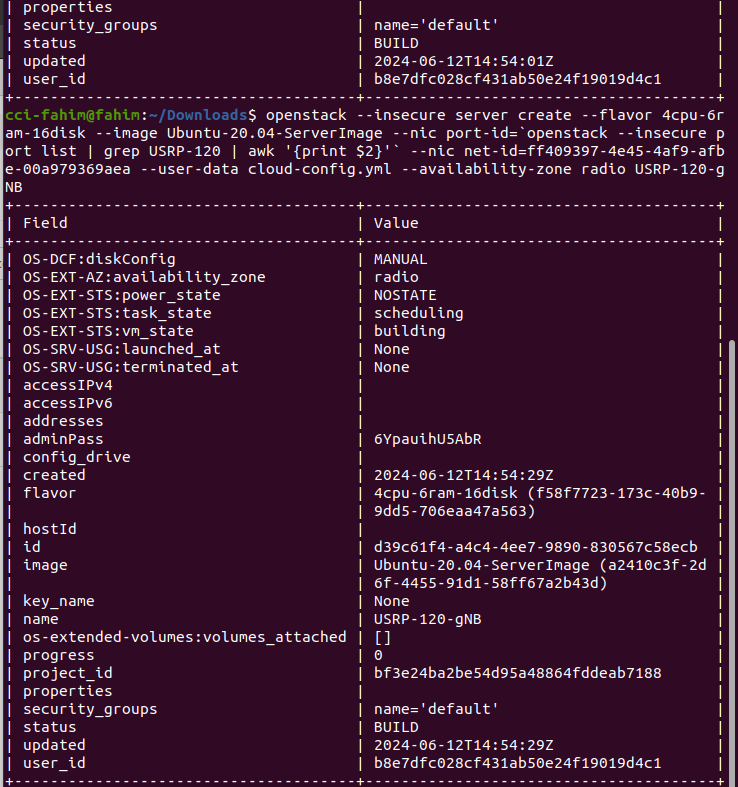 | properties | |
| security_groups | name='default' |
| status | BUILD |
| updated | 2024-06-12T14:54:01Z |
| user_id | b8e7dfc028cf431ab50e24f19019d4c1 |
+--------------------------------------+--------------------------------------+
cci-fahim@fahim:~/Downloads$ openstack --insecure server create --flavor 4cpu-6r
am-16disk --image Ubuntu-20.04-ServerImage --nic port-id=`openstack --insecure p
ort list | grep USRP-120 | awk '{print $2}'` --nic net-id=ff409397-4e45-4af9-afb
e-00a979369aea --user-data cloud-config.yml --availability-zone radio USRP-120-g
NB
+--------------------------------------+--------------------------------------+
| Field | Value |
+--------------------------------------+--------------------------------------+
| OS-DCF:diskConfig | MANUAL |
| OS-EXT-AZ:availability_zone | radio |
| OS-EXT-STS:power_state | NOSTATE |
| OS-EXT-STS:task_state | scheduling |
| OS-EXT-STS:vm_state | building |
| OS-SRV-USG:launched_at | None |
| OS-SRV-USG:terminated_at | None |
| accessIPv4 | |
| accessIPv6 | |
| addresses | |
| adminPass | 6YpauihU5AbR |
| config_drive | |
| created | 2024-06-12T14:54:29Z |
| flavor | 4cpu-6ram-16disk (f58f7723-173c-40b9- |
| | 9dd5-706eaa47a563) |
| hostId | |
| id | d39c61f4-a4c4-4ee7-9890-830567c58ecb |
| image | Ubuntu-20.04-ServerImage (a2410c3f-2d |
| | 6f-4455-91d1-58ff67a2b43d) |
| key_name | None |
| name | USRP-120-gNB |
| os-extended-volumes:volumes_attached | [] |
| progress | 0 |
| project_id | bf3e24ba2be54d95a48864fddeab7188 |
| properties | |
| security_groups | name='default' |
| status | BUILD |
| updated | 2024-06-12T14:54:29Z |
| user_id | b8e7dfc028cf431ab50e24f19019d4c1 |
+--------------------------------------+--------------------------------------+